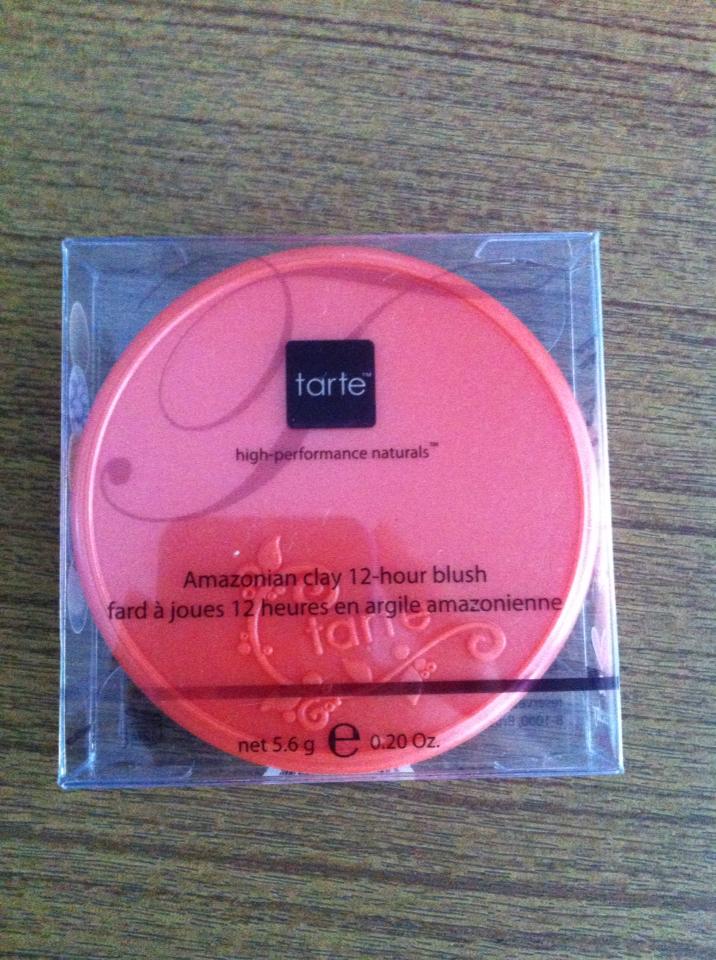 tarte™
high-performance naturals™
Amazonian clay 12-hour blush
fard à joues 12 heures en argile amazonienne
tarte
net 5.6 g e 0.20 Oz.